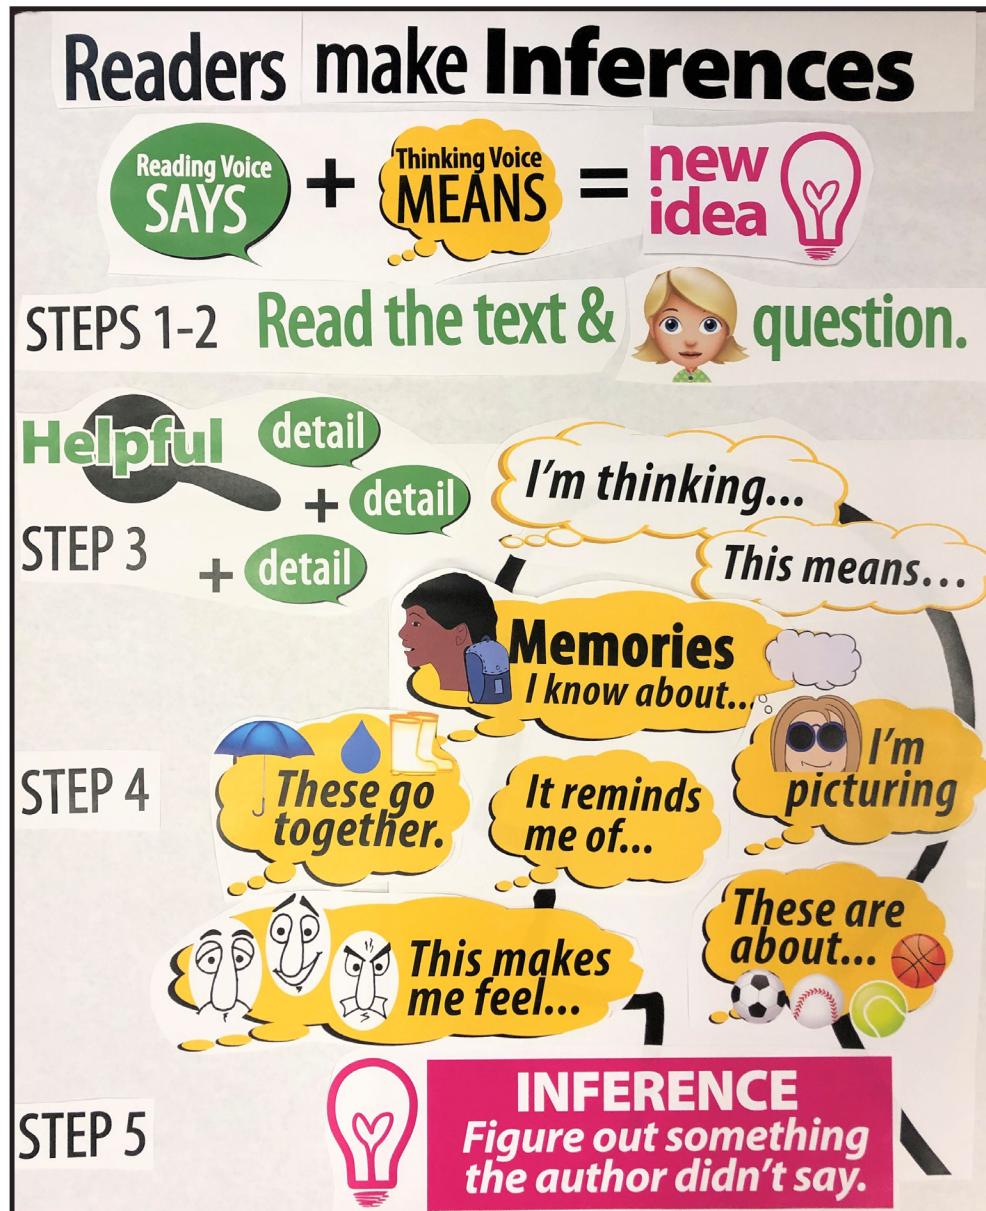 Readers make Inferences
Reading Voice
SAYS
+
Thinking Voice
MEANS
=
new
idea
STEPS 1-2 Read the text & question.
Helpful
detail
+ detail
STEP 3
+ detail
I'm thinking...
This means...
Memories
I know about...
STEP 4
These go
together.
It reminds
me of...
I'm
picturing
This makes
me feel...
These are
about...
STEP 5
INFERENCE
Figure out something
the author didn't say.